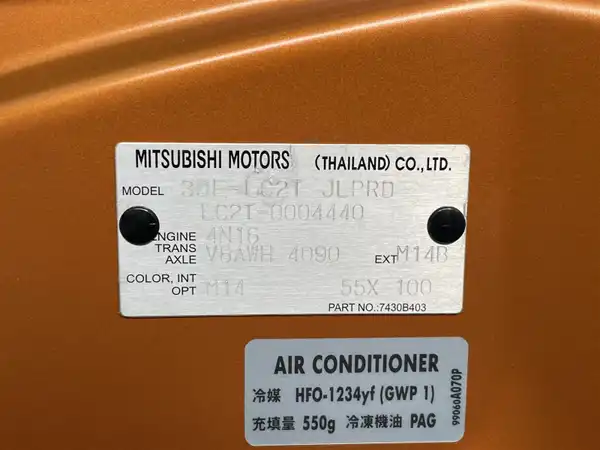 MITSUBISHI MOTORS (THAILAND) CO., LTD.
MODEL 3DF-LC2T JLPRD
LC2T-0004440
ENGINE 4N16
TRANS AXLE V6AWH 4090 EXT M14B
COLOR, INT OPT M14 55X 100
PART NO.:7430B403
AIR CONDITIONER
冷媒 HFO-1234yf (GWP 1)
充填量 550g 冷凍機油 PAG
99060A070P